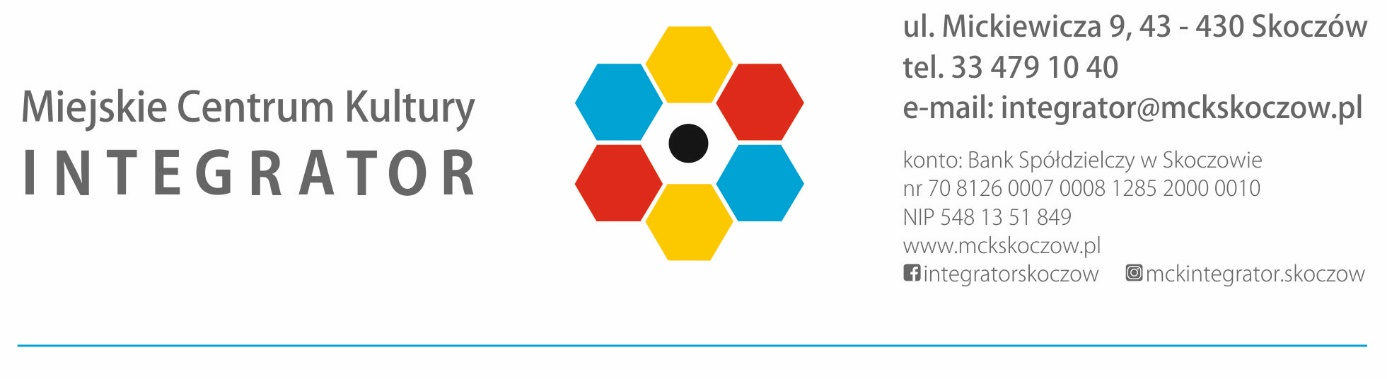 Miejskie Centrum Kultury
INTEGRATOR
ul. Mickiewicza 9, 43 - 430 Skoczów
tel. 33 479 10 40
e-mail: integrator@mckskoczow.pl
konto: Bank Spółdzielczy w Skoczowie
nr 70 8126 0007 0008 1285 2000 0010
NIP 548 13 51 849
www.mckskoczow.pl
integratorskoczow mckintegrator.skoczow